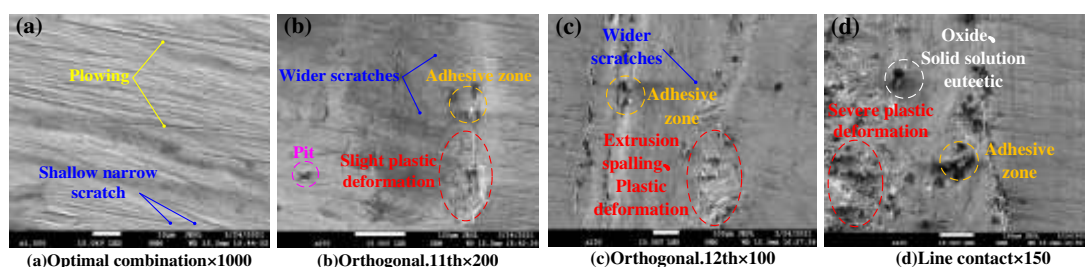 (a)
Plowing
Shallow narrow
scratch
(b)
Wider scratches
Adhesive zone
Pit
Slight plastic
deformation
(c)
Wider
scratches
Adhesive
zone
Extrusion
spalling、
Plastic
deformation
(d)
Oxide、
Solid solution
eutectic
Severe plastic
deformation
Adhesive
zone
(a)Optimal combination×1000
(b)Orthogonal.11th×200
(c)Orthogonal.12th×100
(d)Line contact×150